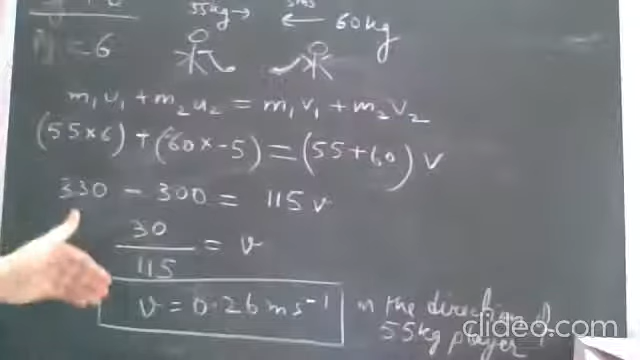 55kg →
← 60kg
= 6
m₁u₁ + m₂u₂ = m₁v₁ + m₂v₂
(55×6) + (60×-5) = (55+60) v
330 - 300 = 115 v
30/115 = v
v = 0.26 ms⁻¹ in the direction of
55kg player
clideo.com